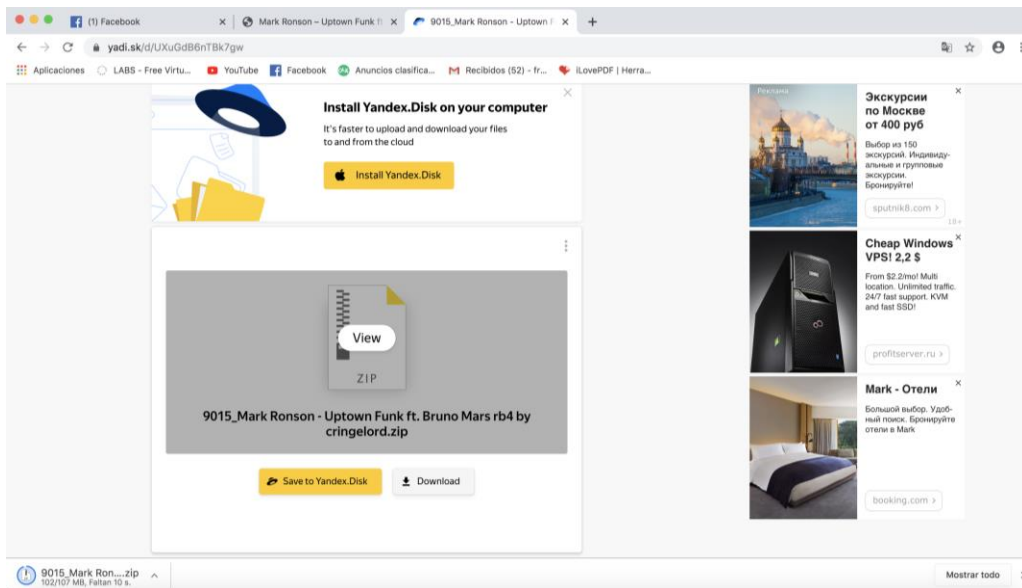 (1) Facebook
Mark Ronson – Uptown Funk f
9015_Mark Ronson - Uptown F
yadi.sk/d/UXuGdB6nTBk7gw
Aplicaciones
LABS - Free Virtu...
YouTube
Facebook
Anuncios clasifica...
Recibidos (52) - fr...
iLovePDF | Herra...
Install Yandex.Disk on your computer
It's faster to upload and download your files
to and from the cloud
Install Yandex.Disk
View
ZIP
9015_Mark Ronson - Uptown Funk ft. Bruno Mars rb4 by
cringelord.zip
Save to Yandex.Disk
Download
Реклама
Экскурсии
по Москве
от 400 руб
Выбор из 150
экскурсий. Индивиду-
альные и групповые
экскурсии.
Бронируйте!
sputnik8.com >
18+
Cheap Windows
VPS! 2,2 $
From $2.2/mo! Multi
location. Unlimited traffic.
24/7 fast support. KVM
and fast SSD!
profitserver.ru >
Mark - Отели
Большой выбор. Удоб-
ный поиск. Бронируйте
отели в Mark
booking.com >
9015_Mark Ron....zip
102/107 MB, Faltan 10 s.
Mostrar todo